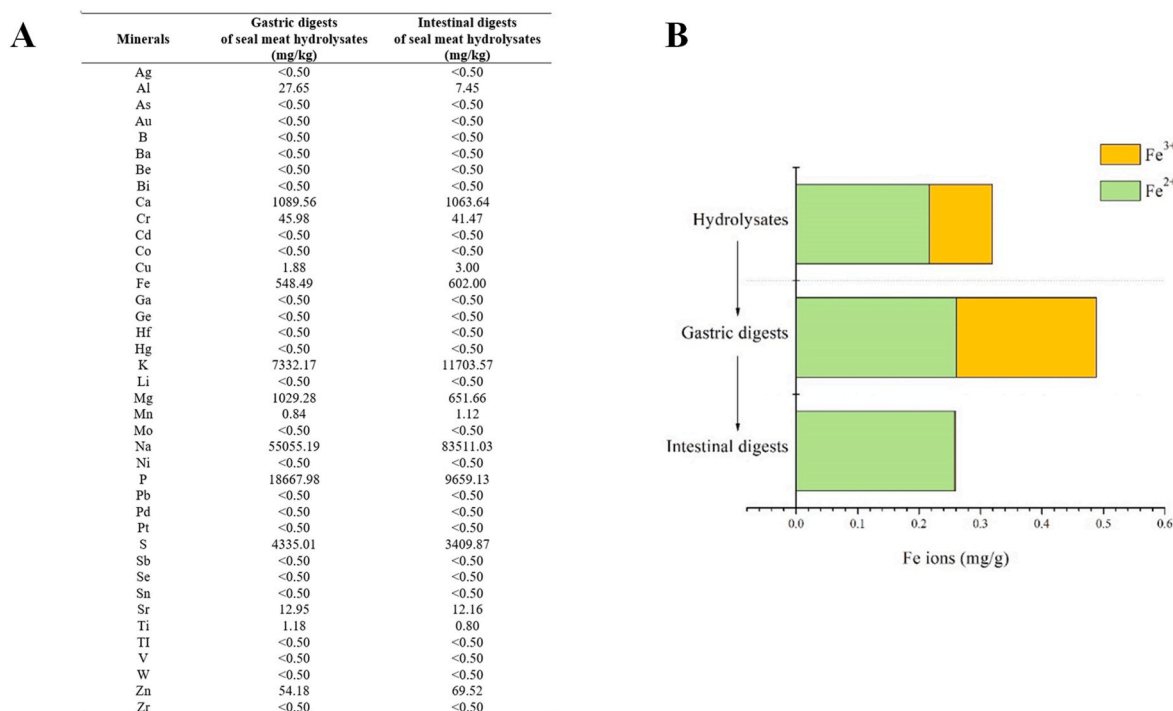 A
Minerals Gastric digests of seal meat hydrolysates (mg/kg) Intestinal digests of seal meat hydrolysates (mg/kg)
Ag <0.50 <0.50
Al 27.65 7.45
As <0.50 <0.50
Au <0.50 <0.50
B <0.50 <0.50
Ba <0.50 <0.50
Be <0.50 <0.50
Bi <0.50 <0.50
Ca 1089.56 1063.64
Cr 45.98 41.47
Cd <0.50 <0.50
Co <0.50 <0.50
Cu 1.88 3.00
Fe 548.49 602.00
Ga <0.50 <0.50
Ge <0.50 <0.50
Hf <0.50 <0.50
Hg <0.50 <0.50
K 7332.17 11703.57
Li <0.50 <0.50
Mg 1029.28 651.66
Mn 0.84 1.12
Mo <0.50 <0.50
Na 55055.19 83511.03
Ni <0.50 <0.50
P 18667.98 9659.13
Pb <0.50 <0.50
Pd <0.50 <0.50
Pt <0.50 <0.50
S 4335.01 3409.87
Sb <0.50 <0.50
Se <0.50 <0.50
Sn <0.50 <0.50
Sr 12.95 12.16
Ti 1.18 0.80
TI <0.50 <0.50
V <0.50 <0.50
W <0.50 <0.50
Zn 54.18 69.52
Zr <0.50 <0.50
B
Fe3+
Fe2+
Hydrolysates
Gastric digests
Intestinal digests
0.0 0.2 0.3 0.5 0.6
Fe ions (mg/g)